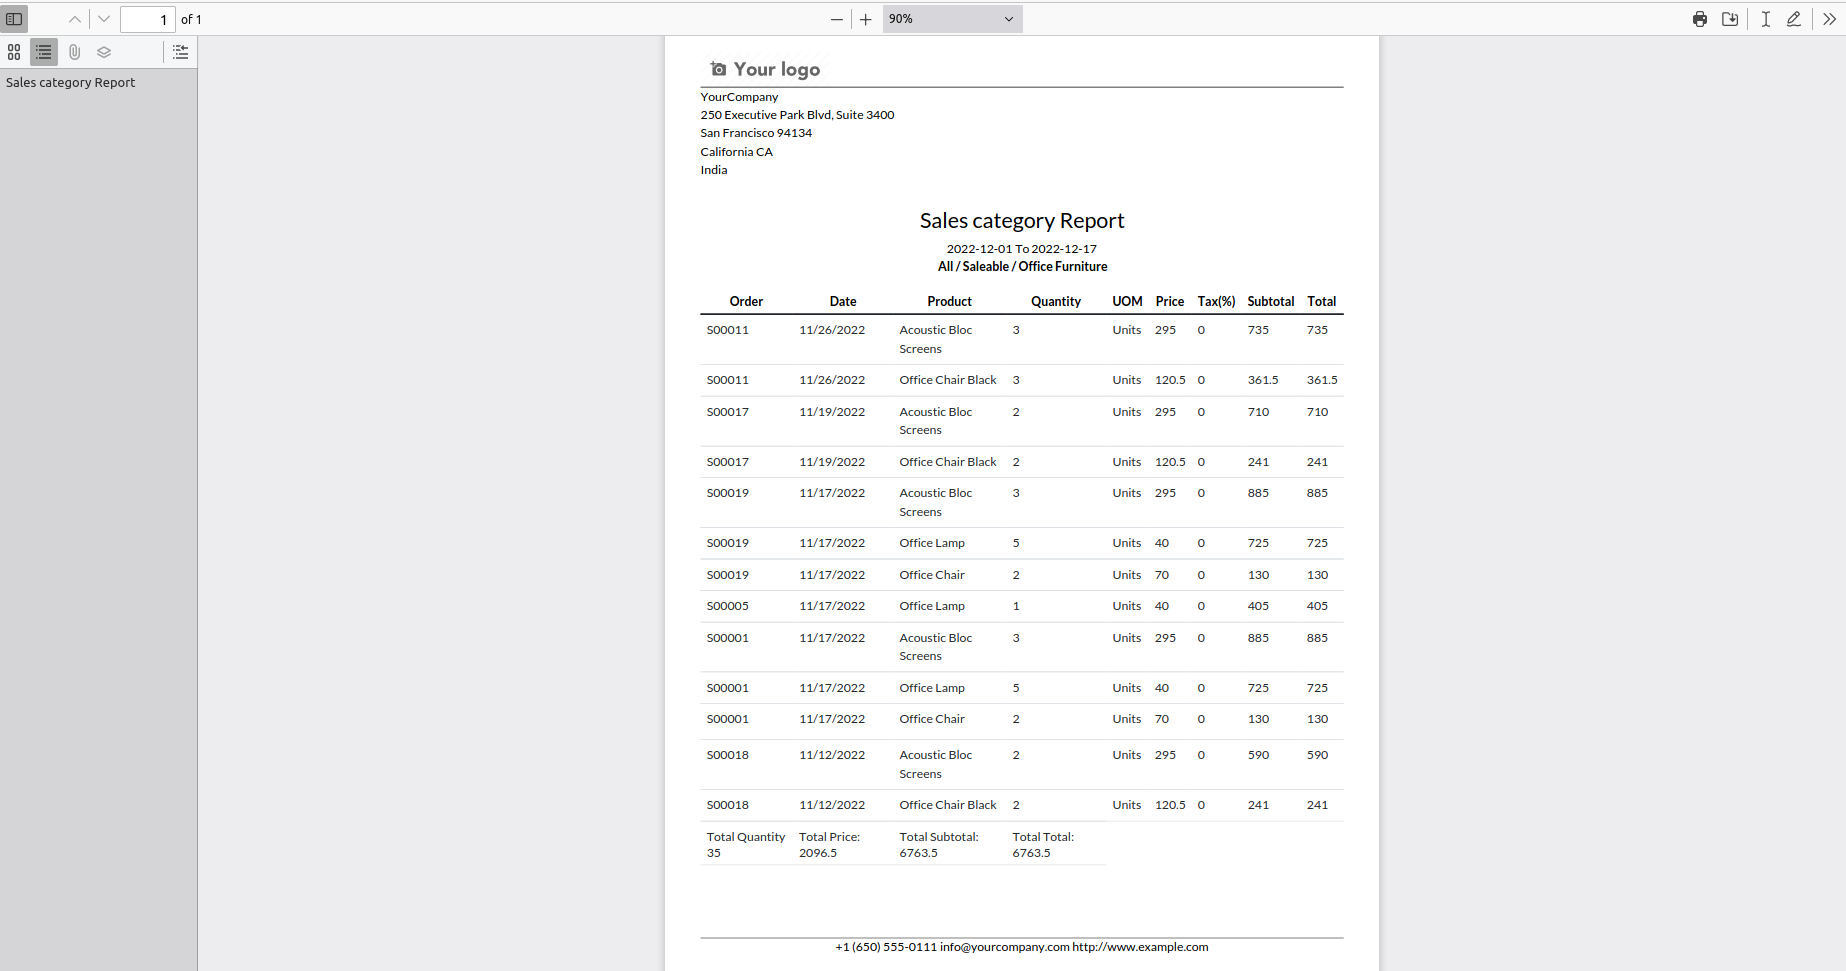 1 of 1 90%
Sales category Report
Your logo
YourCompany
250 Executive Park Blvd, Suite 3400
San Francisco 94134
California CA
India
Sales category Report
2022-12-01 To 2022-12-17
All / Saleable / Office Furniture
Order Date Product Quantity UOM Price Tax(%) Subtotal Total
S00011 11/26/2022 Acoustic Bloc 3 Units 295 0 735 735
Screens
S00011 11/26/2022 Office Chair Black 3 Units 120.5 0 361.5 361.5
S00017 11/19/2022 Acoustic Bloc 2 Units 295 0 710 710
Screens
S00017 11/19/2022 Office Chair Black 2 Units 120.5 0 241 241
S00019 11/17/2022 Acoustic Bloc 3 Units 295 0 885 885
Screens
S00019 11/17/2022 Office Lamp 5 Units 40 0 725 725
S00019 11/17/2022 Office Chair 2 Units 70 0 130 130
S00005 11/17/2022 Office Lamp 1 Units 40 0 405 405
S00001 11/17/2022 Acoustic Bloc 3 Units 295 0 885 885
Screens
S00001 11/17/2022 Office Lamp 5 Units 40 0 725 725
S00001 11/17/2022 Office Chair 2 Units 70 0 130 130
S00018 11/12/2022 Acoustic Bloc 2 Units 295 0 590 590
Screens
S00018 11/12/2022 Office Chair Black 2 Units 120.5 0 241 241
Total Quantity Total Price: Total Subtotal: Total Total:
35 2096.5 6763.5 6763.5
+1 (650) 555-0111 info@yourcompany.com http://www.example.com